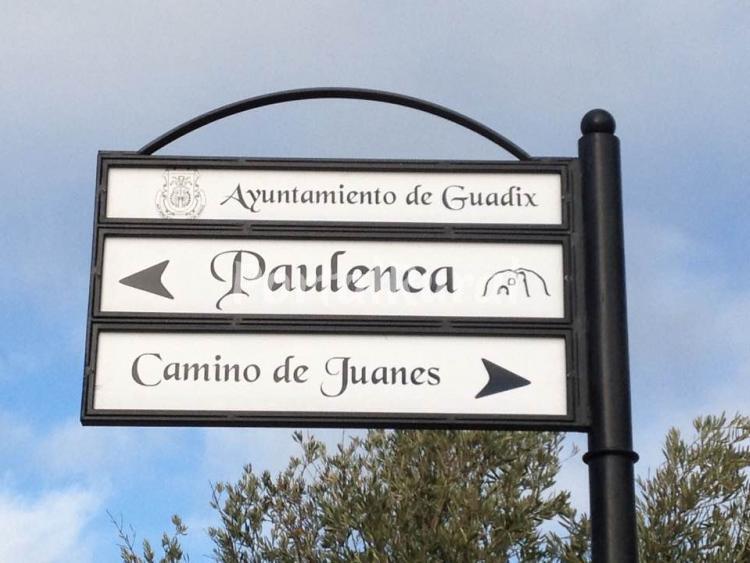 Ayuntamiento de Guadix
Paulenca
Camino de Juanes